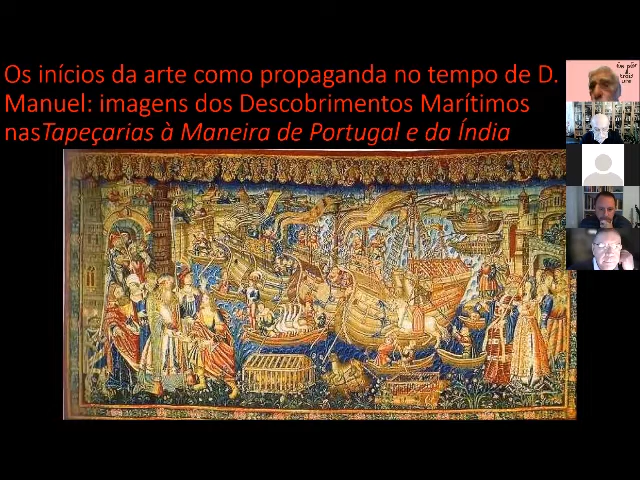 Os inícios da arte como propaganda no tempo de D.
Manuel: imagens dos Descobrimentos Marítimos
nasTapeçarias à Maneira de Portugal e da Índia